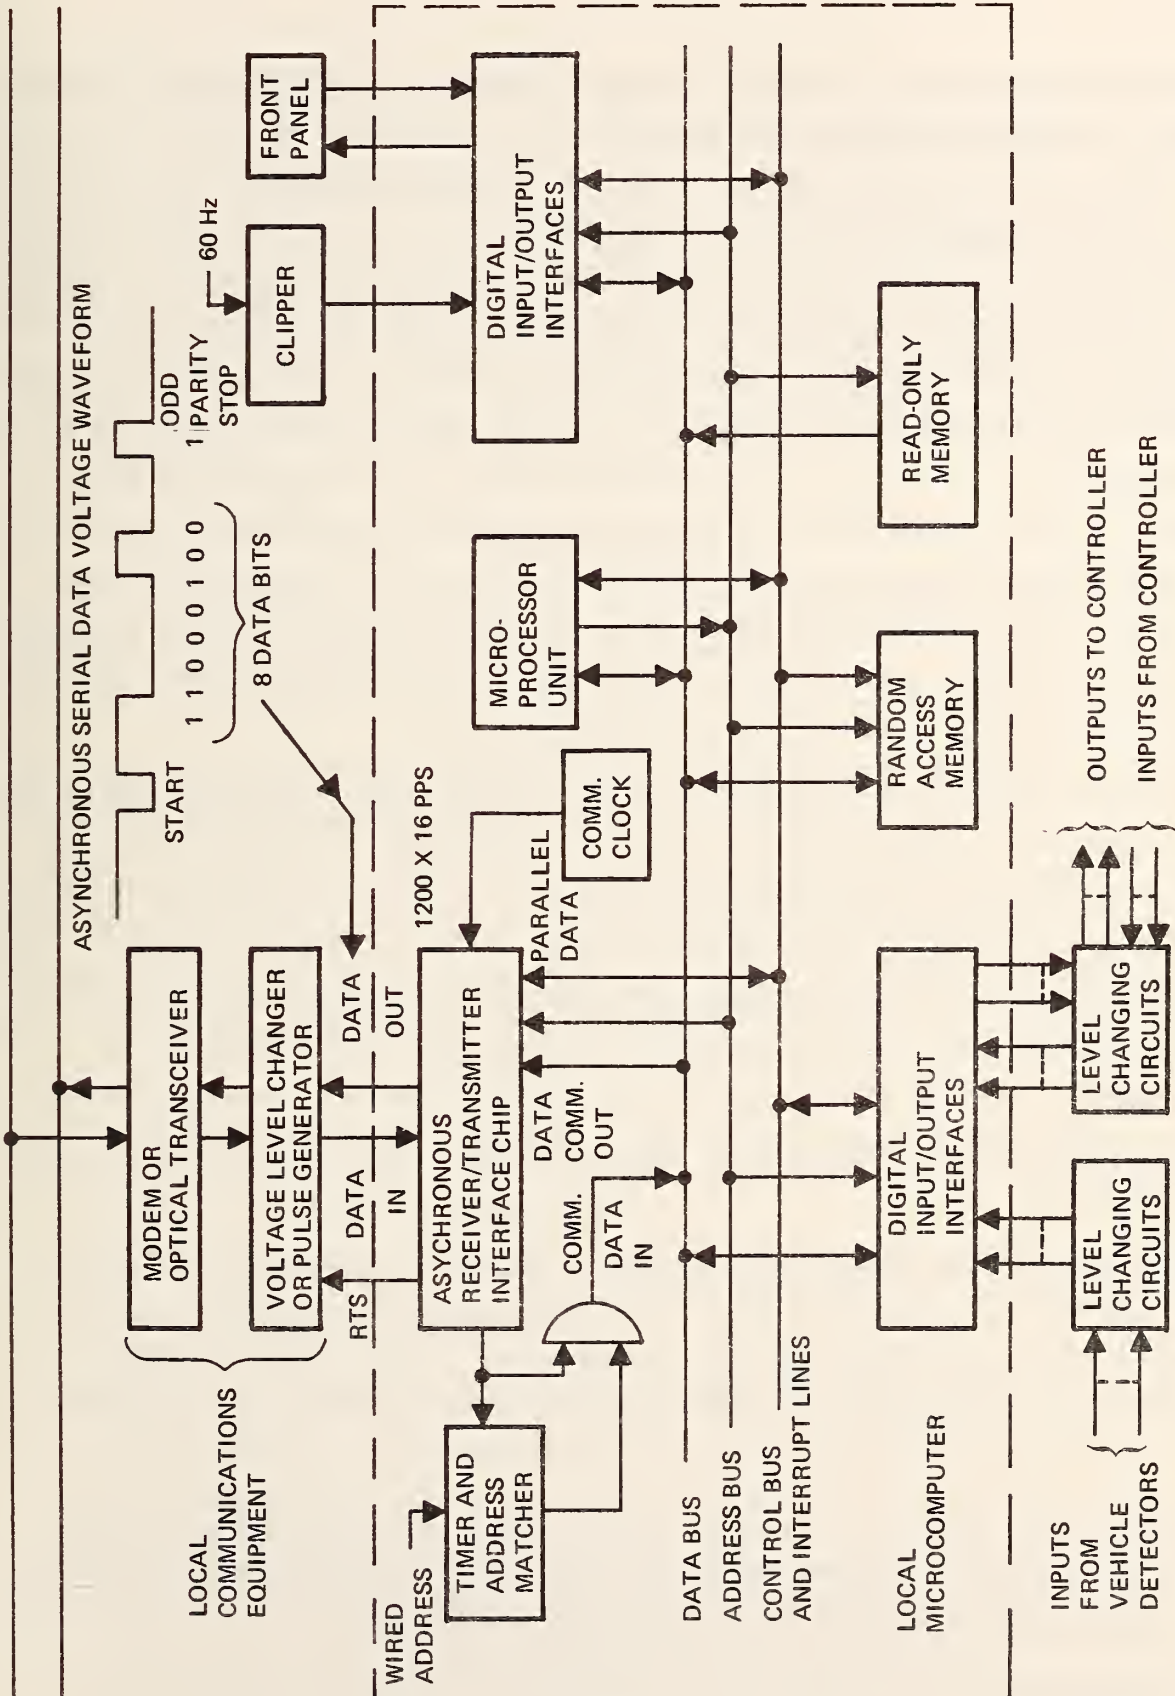 ASYNCHRONOUS SERIAL DATA VOLTAGE WAVEFORM
START
1 1 0 0 0 1 0 0
1
ODD
PARITY
STOP
8 DATA BITS
60 Hz
LOCAL
COMMUNICATIONS
EQUIPMENT
MODEM OR
OPTICAL TRANSCEIVER
VOLTAGE LEVEL CHANGER
OR PULSE GENERATOR
CLIPPER
FRONT
PANEL
RTS
DATA
IN
DATA
OUT
1200 X 16 PPS
WIRED
ADDRESS
TIMER AND
ADDRESS
MATCHER
ASYCHRONOUS
RECEIVER/TRANSMITTER
INTERFACE CHIP
PARALLEL
DATA
COMM.
CLOCK
MICRO-
PROCESSOR
UNIT
DIGITAL
INPUT/OUTPUT
INTERFACES
COMM.
DATA
IN
DATA
COMM.
OUT
DATA BUS
ADDRESS BUS
CONTROL BUS
AND INTERRUPT LINES
LOCAL
MICROCOMPUTER
DIGITAL
INPUT/OUTPUT
INTERFACES
RANDOM
ACCESS
MEMORY
READ-ONLY
MEMORY
INPUTS
FROM
VEHICLE
DETECTORS
LEVEL
CHANGING
CIRCUITS
LEVEL
CHANGING
CIRCUITS
OUTPUTS TO CONTROLLER
INPUTS FROM CONTROLLER